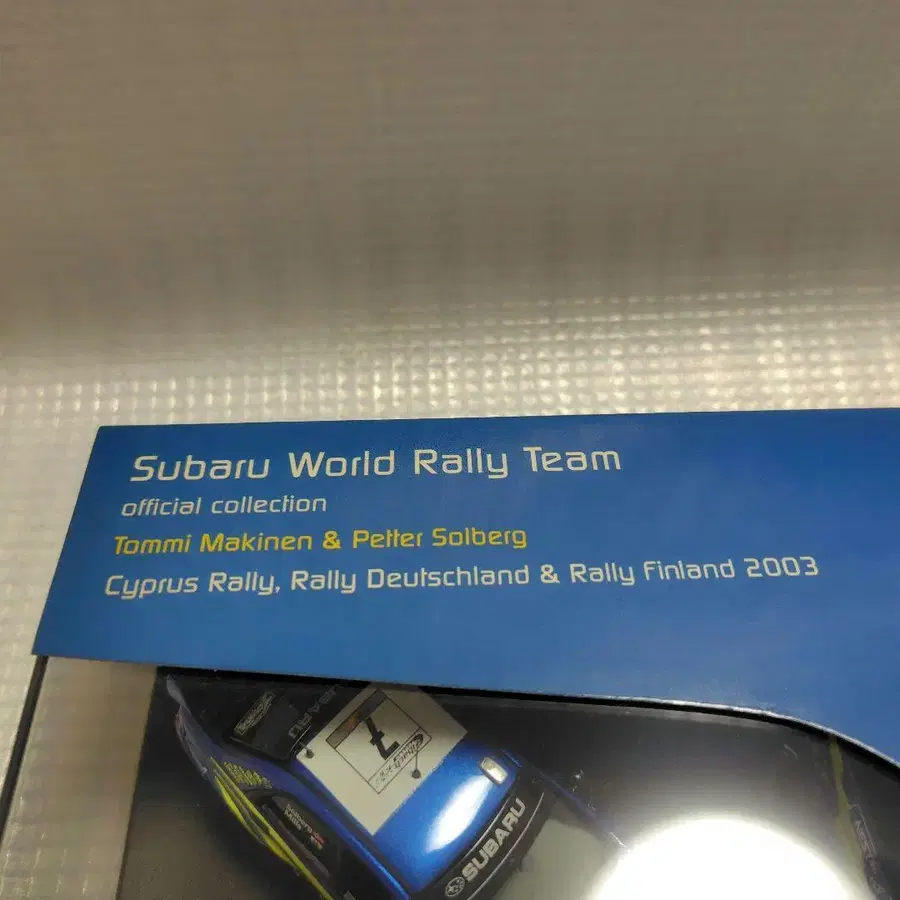 Subaru World Rally Team
official collection
Tommi Makinen & Petter Solberg
Cyprus Rally, Rally Deutschland & Rally Finland 2003
SUBARU
7
SUBARU